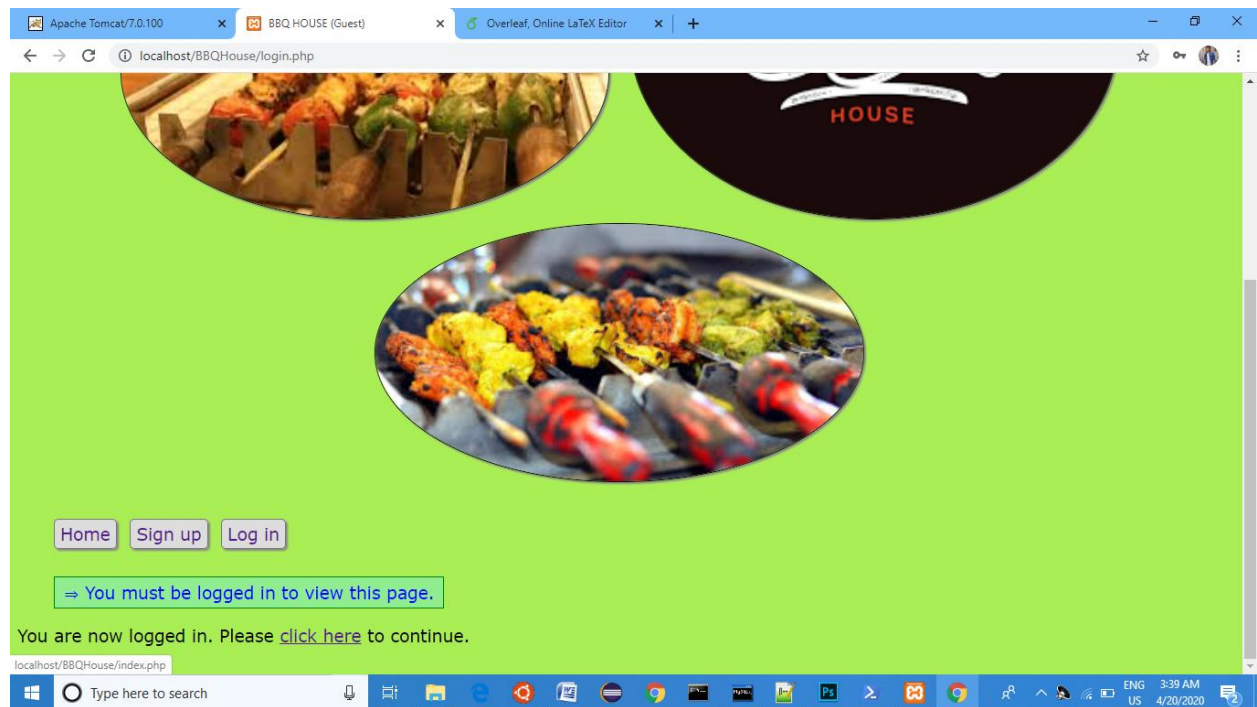 Apache Tomcat/7.0.100
BBQ HOUSE (Guest)
Overleaf, Online LaTeX Editor
localhost/BBQHouse/login.php
HOUSE
Home
Sign up
Log in
⇒ You must be logged in to view this page.
You are now logged in. Please click here to continue.
localhost/BBQHouse/index.php
Type here to search
Ps
ENG
US
3:39 AM
4/20/2020
2